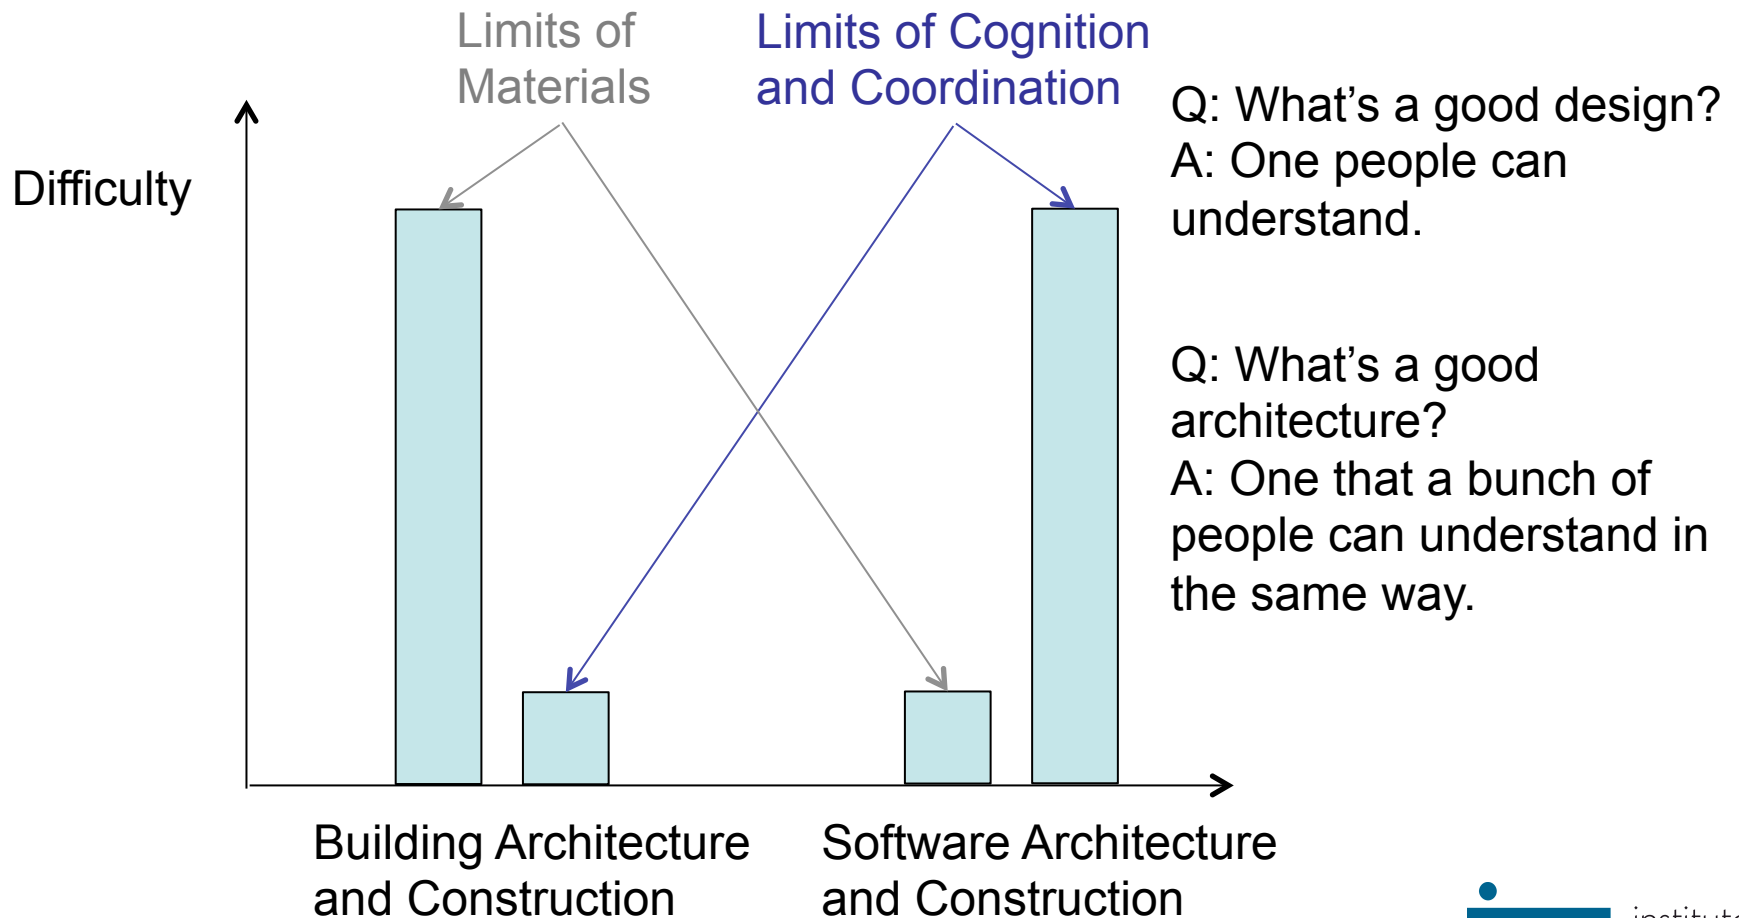 Limits of
Materials
Limits of Cognition
and Coordination
Difficulty
Q: What’s a good design?
A: One people can
understand.
Q: What’s a good
architecture?
A: One that a bunch of
people can understand in
the same way.
Building Architecture
and Construction
Software Architecture
and Construction
institute